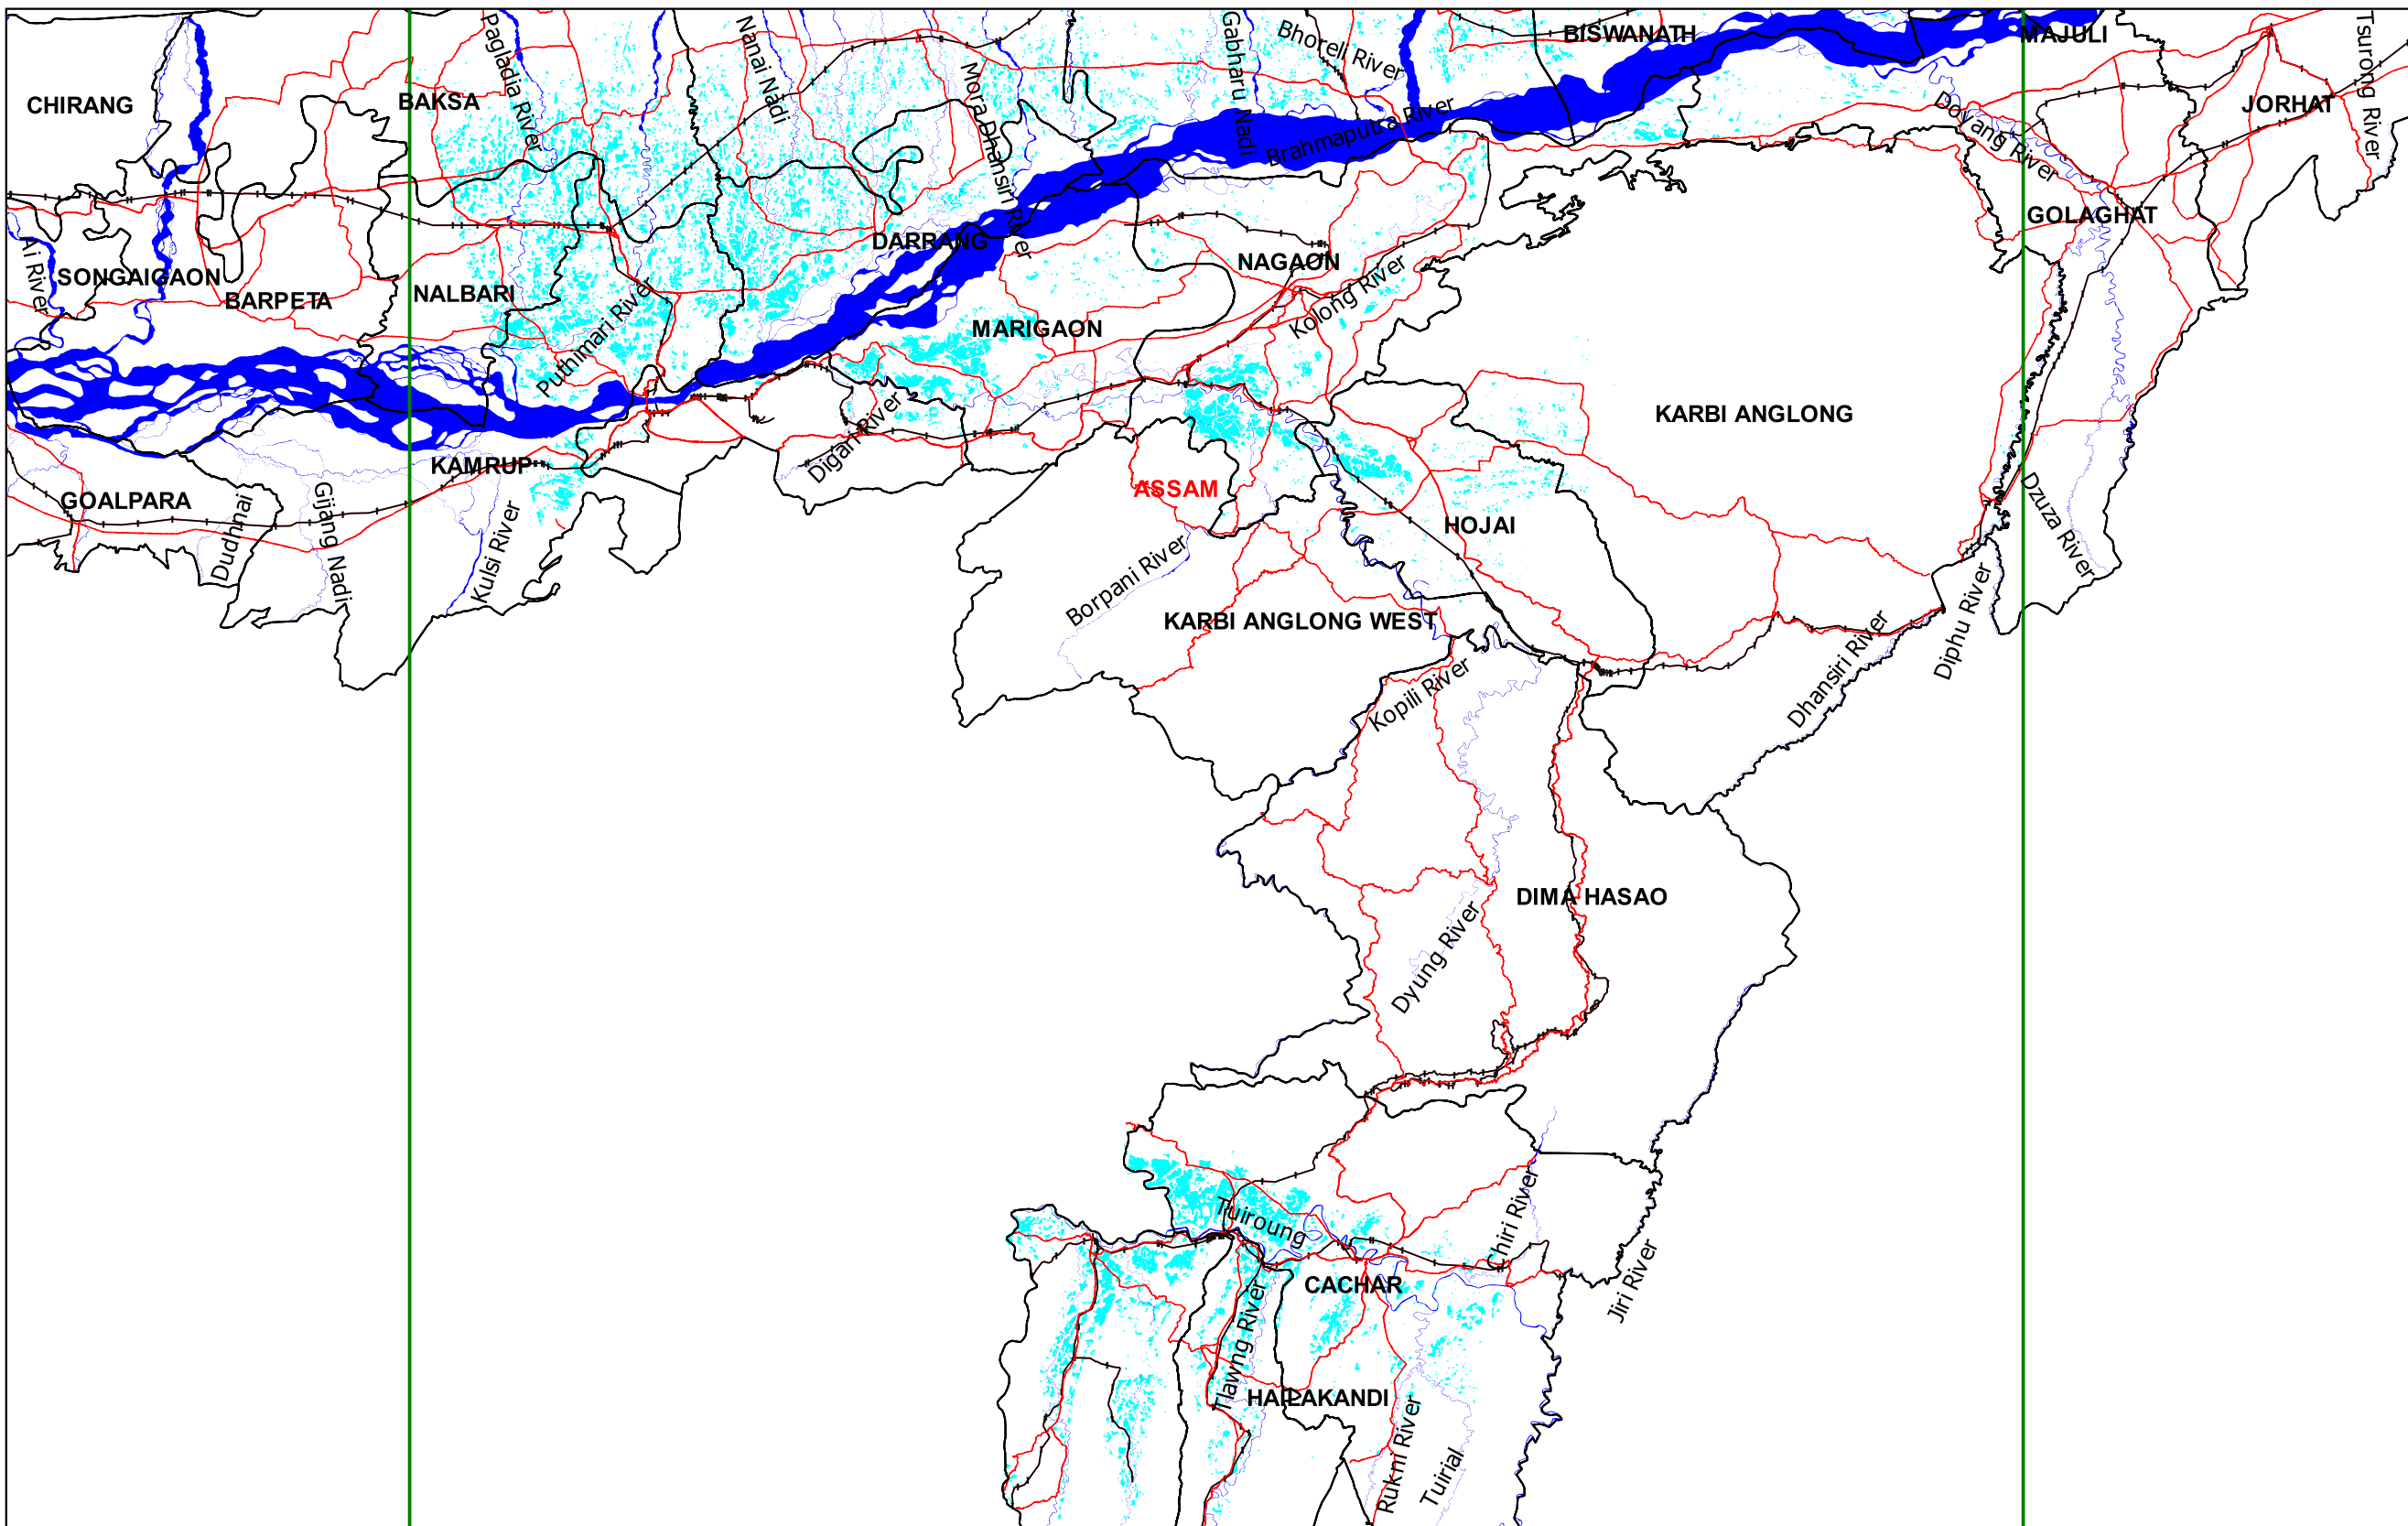 Pagladia River
Nanai Nadi
Gabharu Nadi
Bhoreli River
BISWANATH
MAJULI
Tsurong River
CHIRANG
BAKSA
Mora Dhansiri River
Brahmaputra River
Doyang River
JORHAT
GOLAGHAT
Ai River
SONGAIGAON
BARPETA
NALBARI
DARRANG
NAGAON
Puthimari River
MARIGAON
Kolong River
KARBI ANGLONG
Digaru River
KAMRUP
ASSAM
GOALPARA
Dudhnai
Gijang Nadi
Kulsi River
HOJAI
Dzuza River
Borpani River
KARBI ANGLONG WEST
Diphu River
Dhansiri River
Kopili River
DIMA HASAO
Dyung River
Tuiroung
Chiri River
Jiri River
CACHAR
Tlawng River
HAILAKANDI
Rukni River
Tuirial